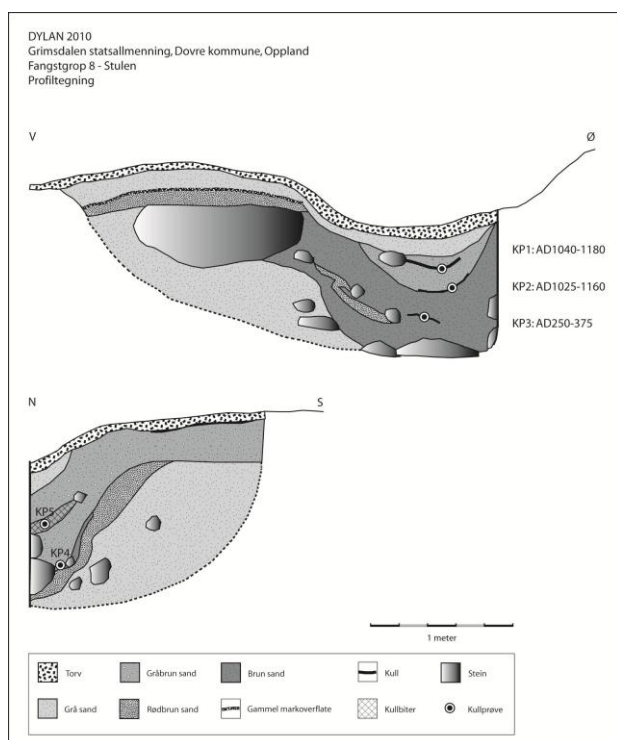 DYLAN 2010
Grimsdalen statsallmenning, Dovre kommune, Oppland
Fangstgrop 8 - Stulen
Profiltegning
V
Ø
KP1: AD1040-1180
KP2: AD1025-1160
KP3: AD250-375
N
S
KP5
KP4
1 meter
Torv
Gråbrun sand
Brun sand
Kull
Stein
Grå sand
Rødbrun sand
Gammel markoverflate
Kullbiter
Kullprøve